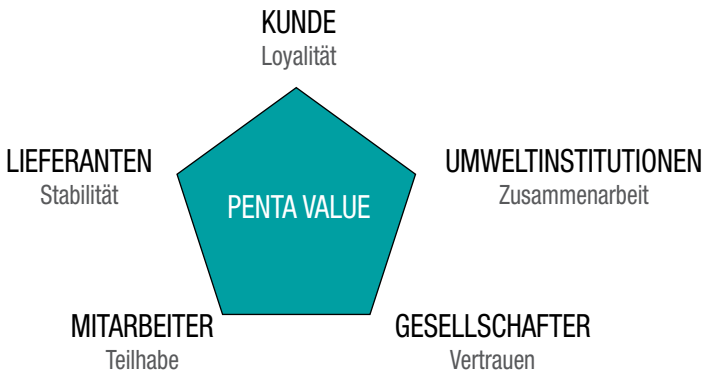 KUNDE
Loyalität
LIEFERANTEN
Stabilität
UMWELTINSTITUTIONEN
Zusammenarbeit
PENTA VALUE
MITARBEITER
Teilhabe
GESELLSCHAFTER
Vertrauen